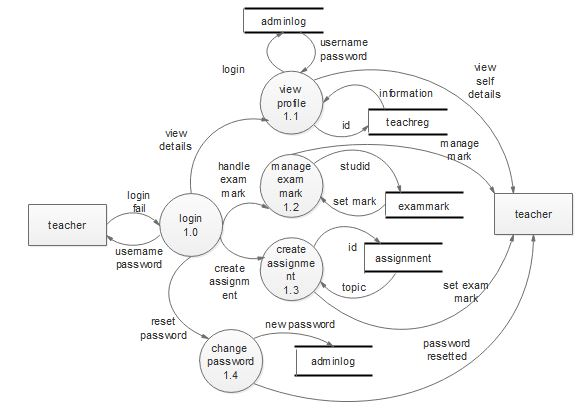 adminlog
login
username
password
view
self
details
view
profile
1.1
information
id
teachreg
view
details
manage
mark
handle
exam
mark
manage
exam
mark
1.2
studid
set mark
exammark
login
fail
teacher
login
1.0
username
password
teacher
create
assignm
ent
create
assignme
nt
1.3
id
assignment
topic
set exam
mark
reset
password
new password
change
password
1.4
adminlog
password
resetted